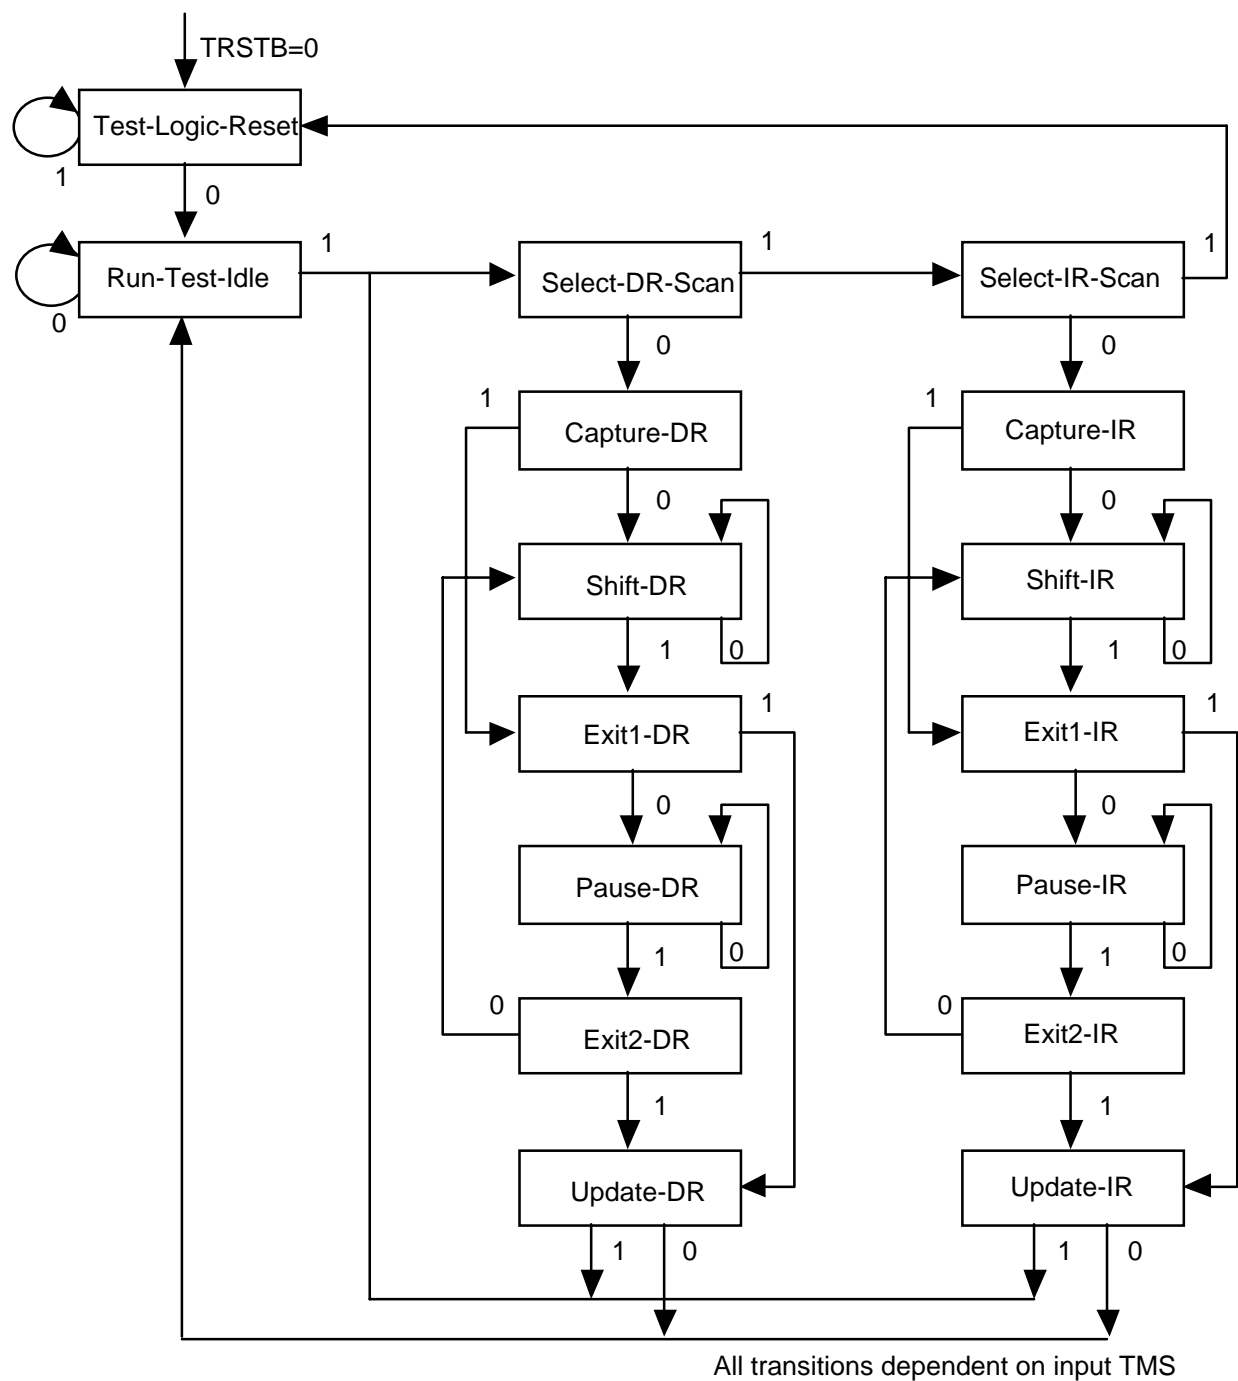 TRSTB=0
Test-Logic-Reset
1
0
Run-Test-Idle
0
1
Select-DR-Scan
1
Select-IR-Scan
1
0
0
1
Capture-DR
1
Capture-IR
0
0
Shift-DR
Shift-IR
1
0
1
0
Exit1-DR
1
Exit1-IR
1
0
0
Pause-DR
Pause-IR
1
0
1
0
0
Exit2-DR
0
Exit2-IR
1
1
Update-DR
Update-IR
1
0
1
0
All transitions dependent on input TMS